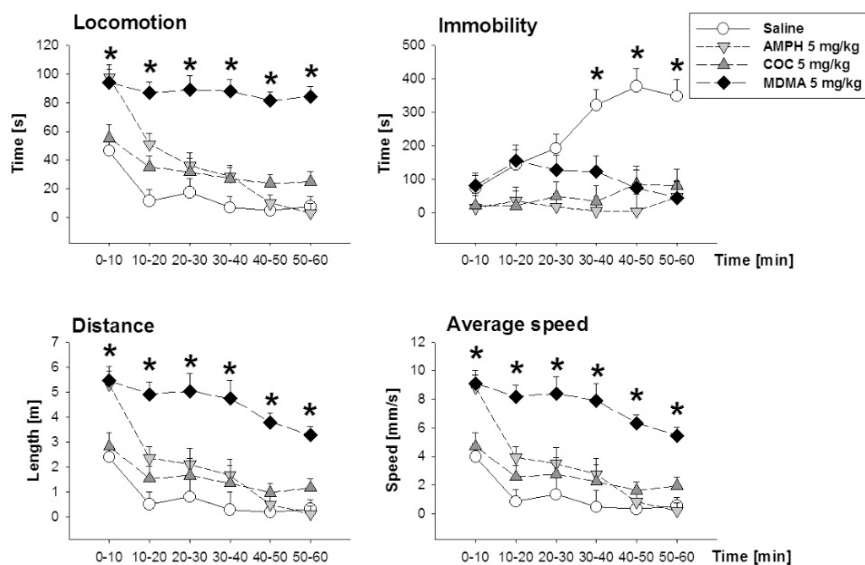 Locomotion
Time [s]
120
100
80
60
40
20
0
* * * * * *
0-10 10-20 20-30 30-40 40-50 50-60
Immobility
Time [s]
500
400
300
200
100
0
* * *
0-10 10-20 20-30 30-40 40-50 50-60
Time [min]
Saline
AMPH 5 mg/kg
COC 5 mg/kg
MDMA 5 mg/kg
Distance
Length [m]
7
6
5
4
3
2
1
0
* * * * * *
0-10 10-20 20-30 30-40 40-50 50-60
Average speed
Speed [mm/s]
12
10
8
6
4
2
0
* * * * * *
0-10 10-20 20-30 30-40 40-50 50-60
Time [min]